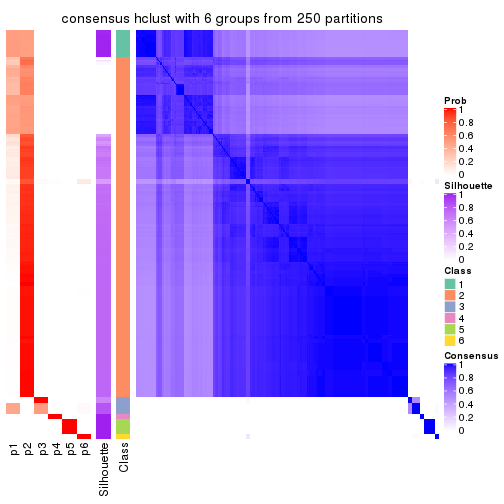 consensus hclust with 6 groups from 250 partitions
Prob
1
0.8
0.6
0.4
0.2
0
Silhouette
1
0.8
0.6
0.4
0.2
0
Class
1
2
3
4
5
6
Consensus
1
0.8
0.6
0.4
0.2
0
p1
p2
p3
p4
p5
p6
Silhouette
Class